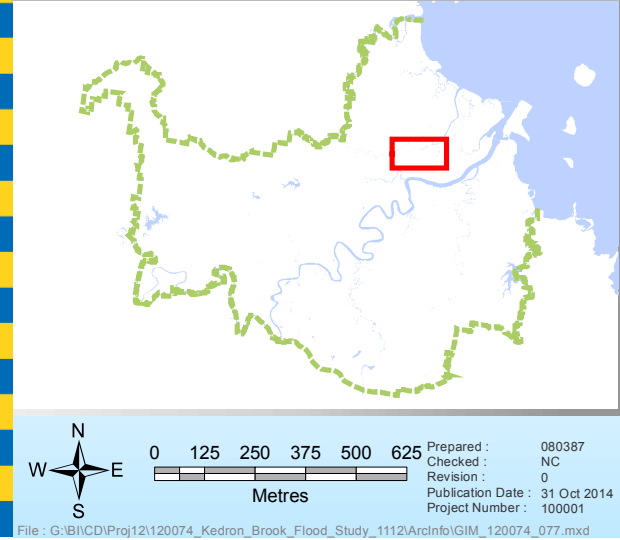 N
W E
S
0 125 250 375 500 625
Metres
Prepared : 080387
Checked : NC
Revision : 0
Publication Date : 31 Oct 2014
Project Number : 100001
File : G:\BI\CD\Proj12\120074_Kedron_Brook_Flood_Study_1112\ArcInfo\GIM_120074_077.mxd